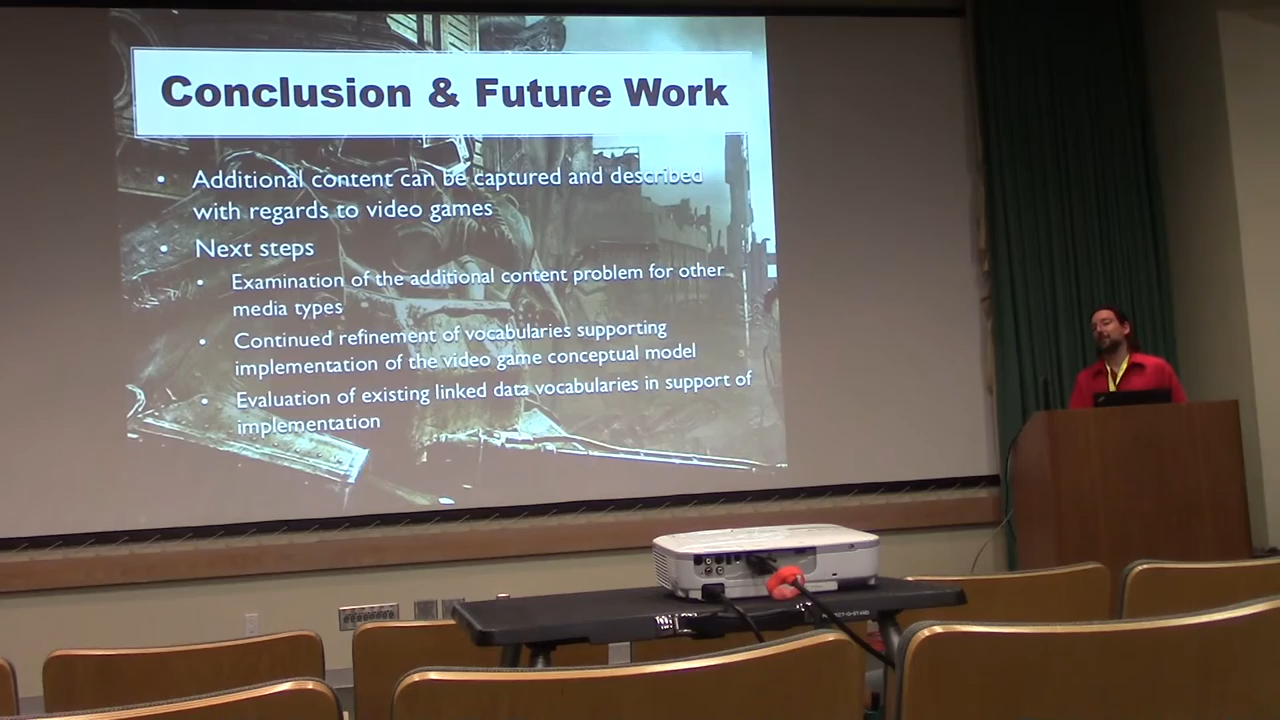 Conclusion & Future Work
• Additional content can be captured and described
with regards to video games
• Next steps
• Examination of the additional content problem for other
media types
• Continued refinement of vocabularies supporting
implementation of the video game conceptual model
• Evaluation of existing linked data vocabularies in support of
implementation